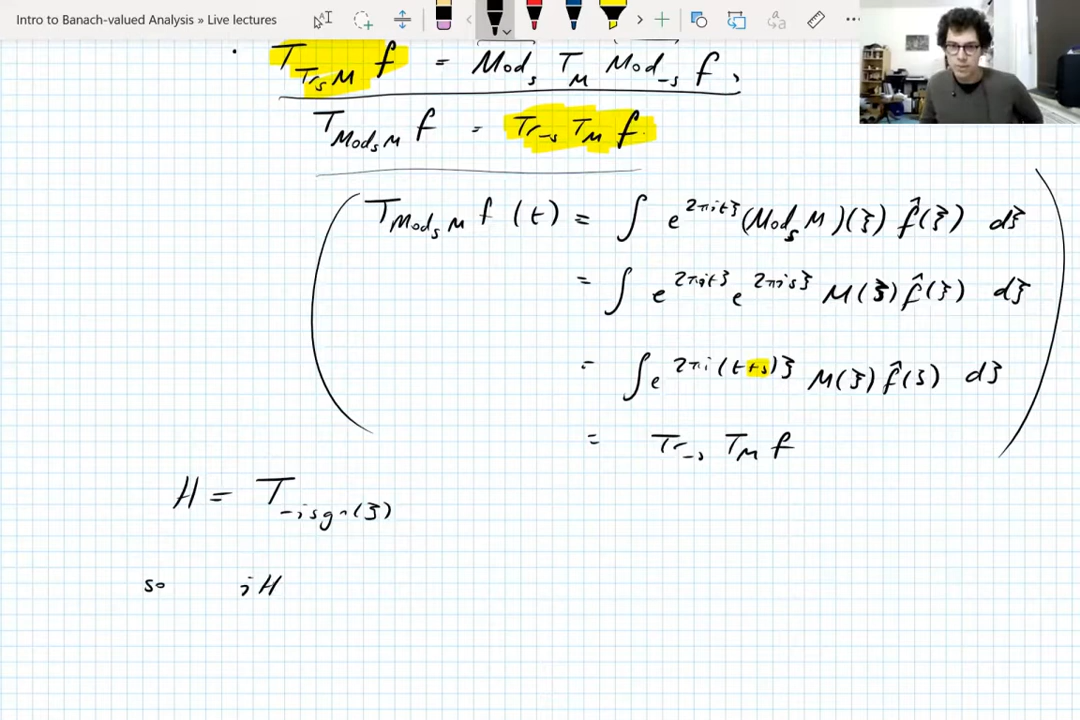 Intro to Banach-valued Analysis » Live lectures
· T_{Tr_s M} f = Mod_s T_M Mod_{-s} f,
T_{Mod_s M} f = Tr_{-s} T_M f.
( T_{Mod_s M} f (t) = ∫ e^{2πitξ} (Mod_s M)(ξ) f̂(ξ) dξ
= ∫ e^{2πitξ} e^{2πisξ} M(ξ) f̂(ξ) dξ
= ∫ e^{2πi(t+s)ξ} M(ξ) f̂(ξ) dξ )
= Tr_{-s} T_M f
H = T_{-i sgn(ξ)}
so iH